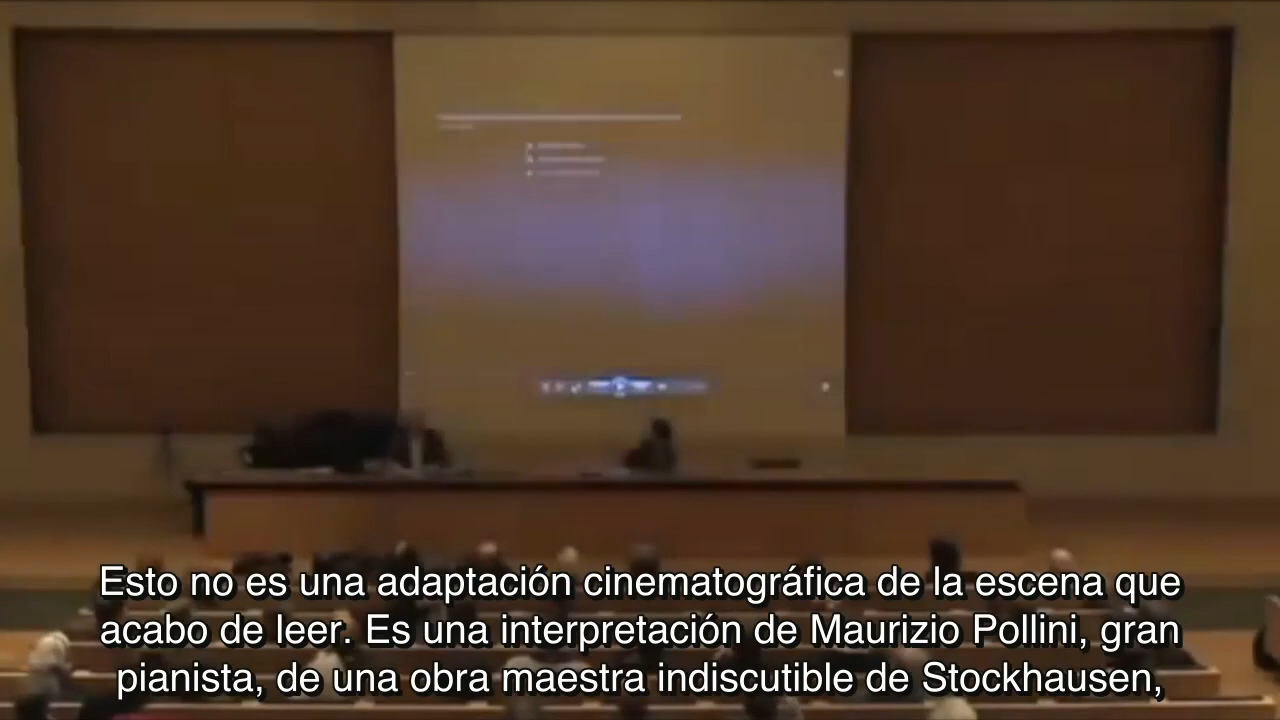 Esto no es una adaptación cinematográfica de la escena que
acabo de leer. Es una interpretación de Maurizio Pollini, gran
pianista, de una obra maestra indiscutible de Stockhausen,